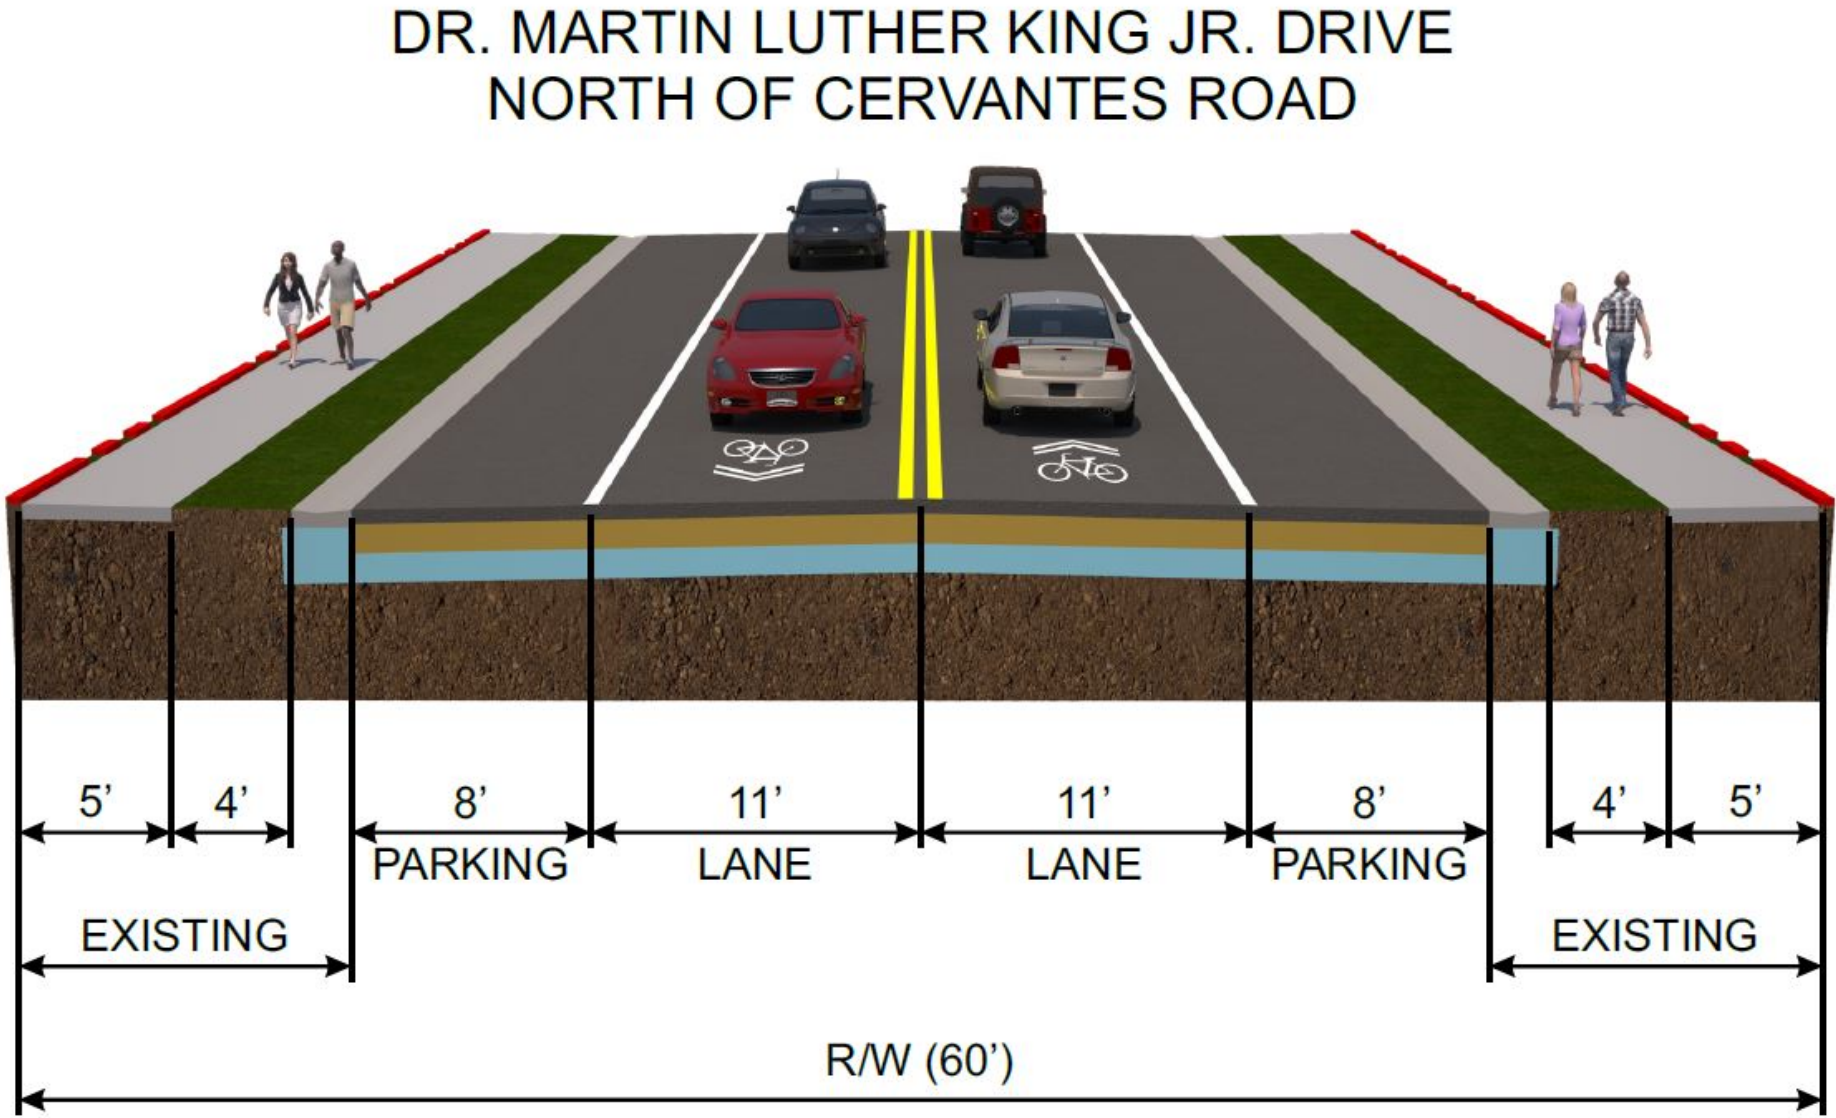 DR. MARTIN LUTHER KING JR. DRIVE
NORTH OF CERVANTES ROAD
5’ 4’ 8’ 11’ 11’ 8’ 4’ 5’
PARKING LANE LANE PARKING
EXISTING EXISTING
R/W (60’)